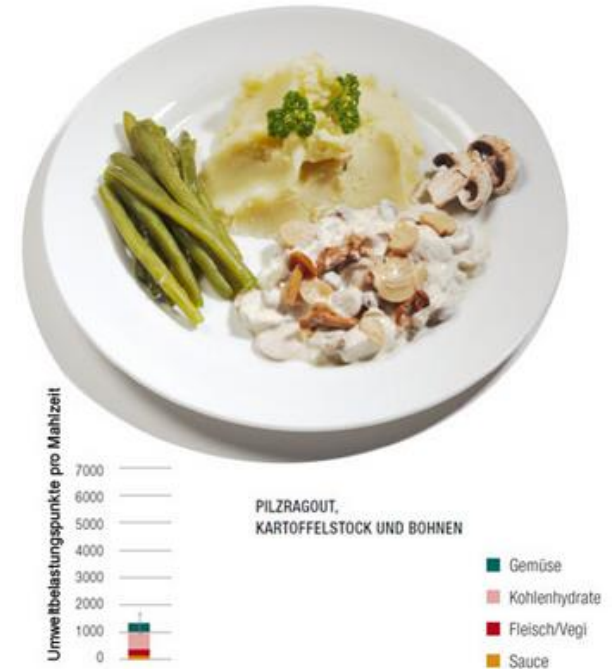 Umweltbelastungspunkte pro Mahlzeit
7000
6000
5000
4000
3000
2000
1000
0
PILZRAGOUT,
KARTOFFELSTOCK UND BOHNEN
Gemüse
Kohlenhydrate
Fleisch/Vegi
Sauce